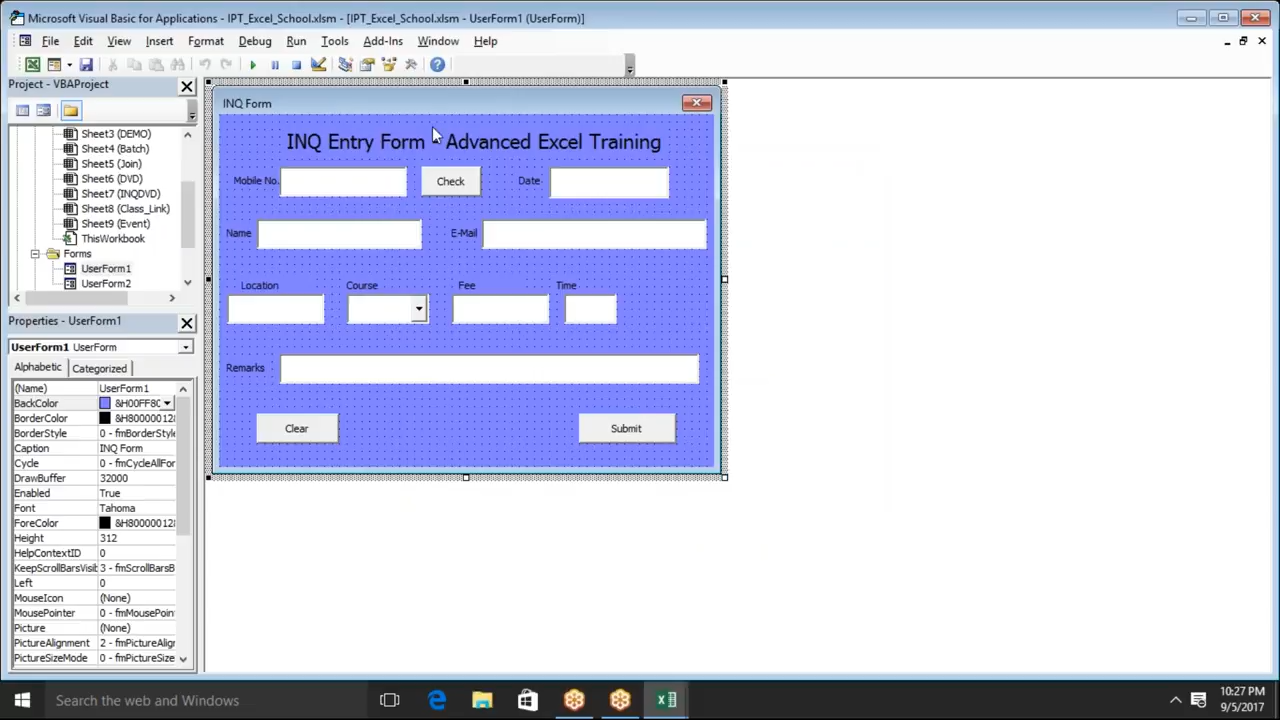 Microsoft Visual Basic for Applications - IPT_Excel_School.xlsm - [IPT_Excel_School.xlsm - UserForm1 (UserForm)]
File Edit View Insert Format Debug Run Tools Add-Ins Window Help
Project - VBAProject
Sheet3 (DEMO)
Sheet4 (Batch)
Sheet5 (Join)
Sheet6 (DVD)
Sheet7 (INQDVD)
Sheet8 (Class_Link)
Sheet9 (Event)
ThisWorkbook
Forms
UserForm1
UserForm2
Properties - UserForm1
UserForm1 UserForm
Alphabetic Categorized
(Name) UserForm1
BackColor &H00FF8C
BorderColor &H8000012
BorderStyle 0 - fmBorderStyle
Caption INQ Form
Cycle 0 - fmCycleAllFor
DrawBuffer 32000
Enabled True
Font Tahoma
ForeColor &H8000012
Height 312
HelpContextID 0
KeepScrollBarsVisib 3 - fmScrollBarsB
Left 0
MouseIcon (None)
MousePointer 0 - fmMousePoin
Picture (None)
PictureAlignment 2 - fmPictureAlig
PictureSizeMode 0 - fmPictureSize
INQ Form
INQ Entry Form - Advanced Excel Training
Mobile No. Check Date
Name E-Mail
Location Course Fee Time
Remarks
Clear Submit
Search the web and Windows
10:27 PM
9/5/2017